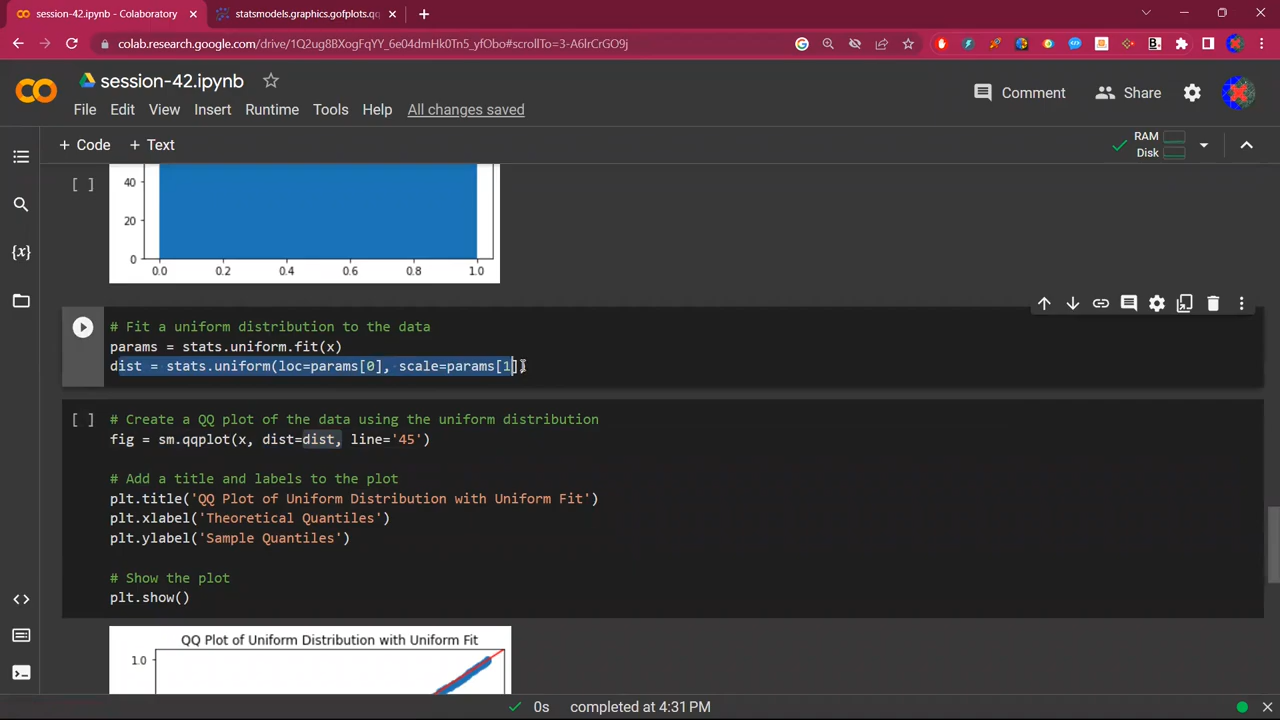 session-42.ipynb - Colaboratory
statsmodels.graphics.gofplots.qq
colab.research.google.com/drive/1Q2ug8BXogFqYY_6e04dmHk0Tn5_yfObo#scrollTo=3-A6lrCrGO9j
session-42.ipynb
File Edit View Insert Runtime Tools Help All changes saved
Comment Share
+ Code + Text
RAM
Disk
[ ]
40
20
0
0.0 0.2 0.4 0.6 0.8 1.0
# Fit a uniform distribution to the data
params = stats.uniform.fit(x)
dist = stats.uniform(loc=params[0], scale=params[1])
[ ] # Create a QQ plot of the data using the uniform distribution
fig = sm.qqplot(x, dist=dist, line='45')
# Add a title and labels to the plot
plt.title('QQ Plot of Uniform Distribution with Uniform Fit')
plt.xlabel('Theoretical Quantiles')
plt.ylabel('Sample Quantiles')
# Show the plot
plt.show()
QQ Plot of Uniform Distribution with Uniform Fit
1.0
0s completed at 4:31 PM